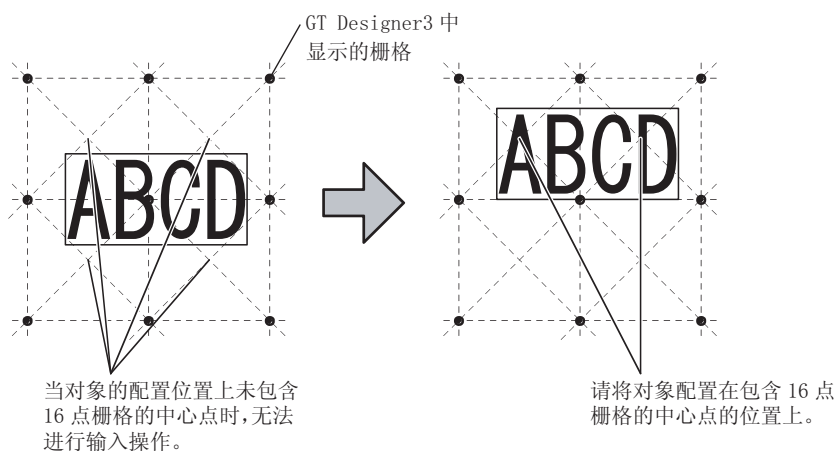 GT Designer3 中
显示的栅格
ABCD
ABCD
当对象的配置位置上未包含
16 点栅格的中心点时,无法
进行输入操作。
请将对象配置在包含 16 点
栅格的中心点的位置上。